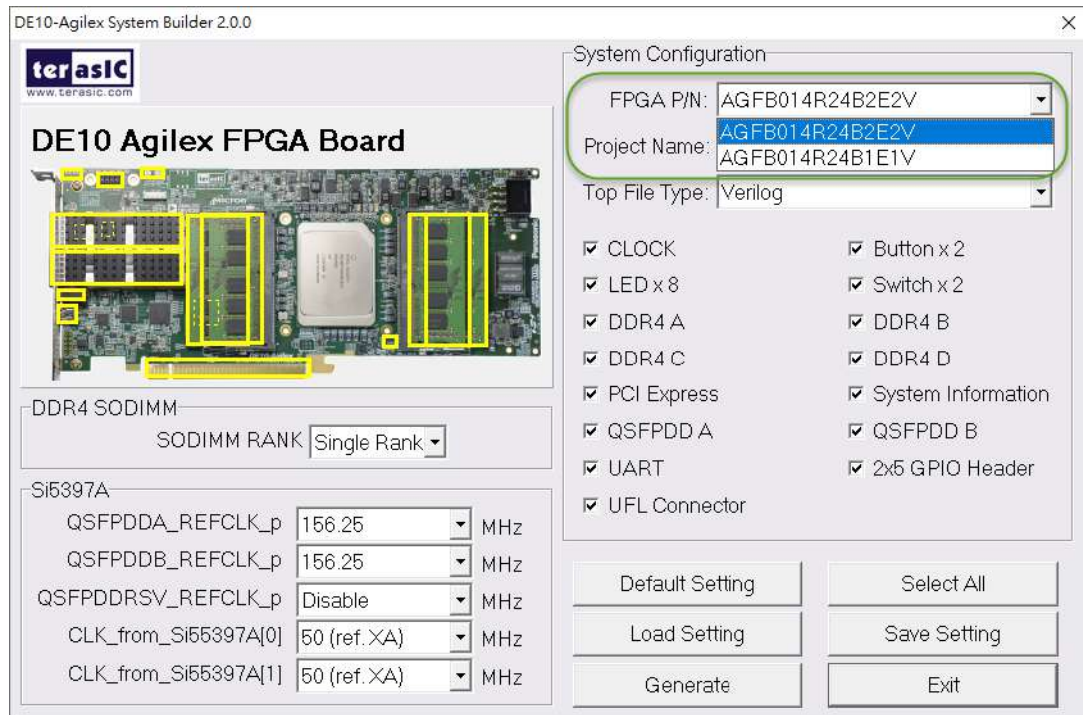 DE10-Agilex System Builder 2.0.0
terasIC
www.terasic.com
DE10 Agilex FPGA Board
DDR4 SODIMM
SODIMM RANK Single Rank
Si5397A
QSFPDDA_REFCLK_p 156.25 MHz
QSFPDDB_REFCLK_p 156.25 MHz
QSFPDDRSV_REFCLK_p Disable MHz
CLK_from_Si55397A[0] 50 (ref. XA) MHz
CLK_from_Si55397A[1] 50 (ref. XA) MHz
System Configuration
FPGA P/N: AGFB014R24B2E2V
AGFB014R24B2E2V
Project Name: AGFB014R24B1E1V
Top File Type: Verilog
CLOCK Button x 2
LED x 8 Switch x 2
DDR4 A DDR4 B
DDR4 C DDR4 D
PCI Express System Information
QSFPDD A QSFPDD B
UART 2x5 GPIO Header
UFL Connector
Default Setting Select All
Load Setting Save Setting
Generate Exit